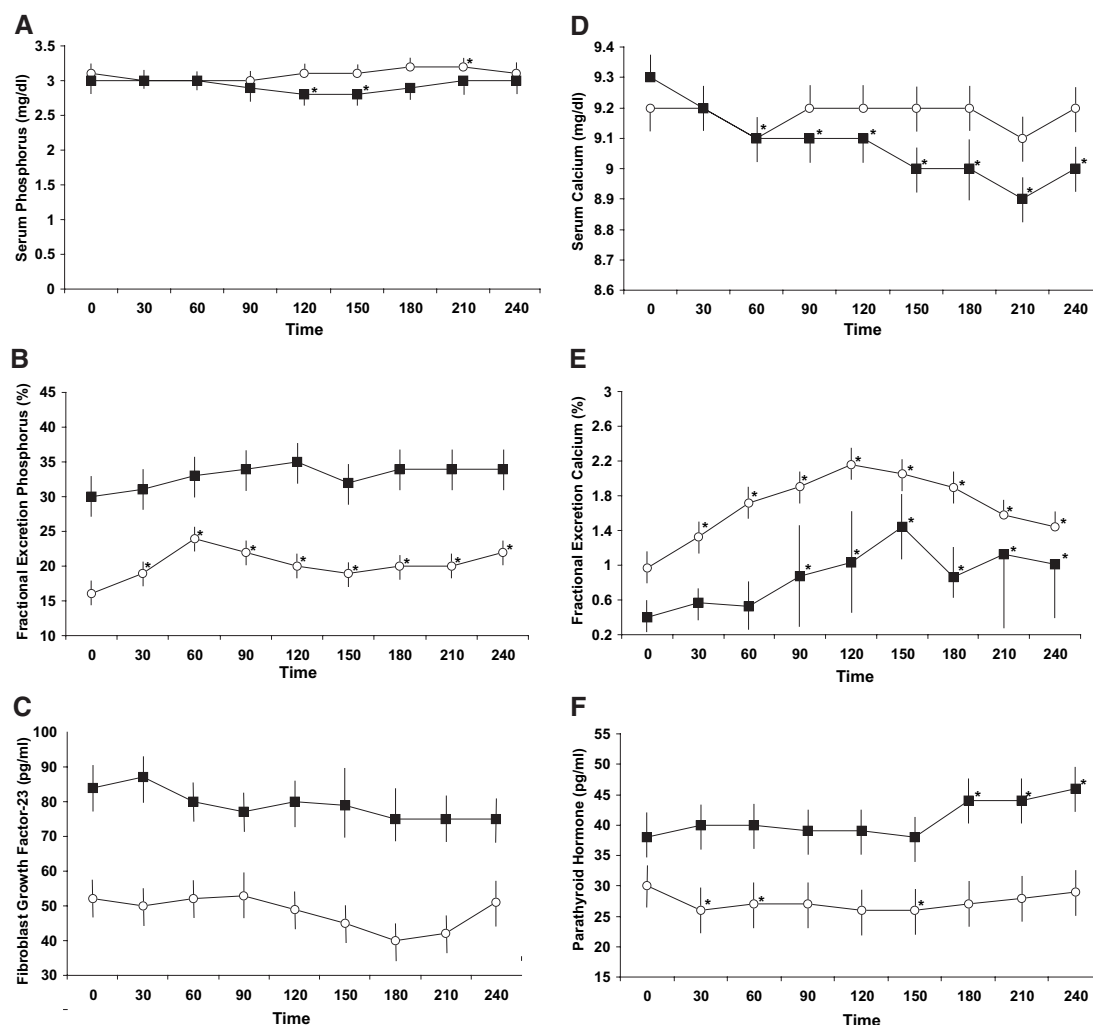 A
Serum Phosphorus (mg/dl)
3.5
3
2.5
2
1.5
1
0.5
0
* * *
0 30 60 90 120 150 180 210 240
Time
B
Fractional Excretion Phosphorus (%)
45
40
35
30
25
20
15
10
* * * * * * * *
0 30 60 90 120 150 180 210 240
Time
C
Fibroblast Growth Factor-23 (pg/ml)
100
90
80
70
60
50
40
30
0 30 60 90 120 150 180 210 240
Time
D
Serum Calcium (mg/dl)
9.4
9.3
9.2
9.1
9
8.9
8.8
8.7
8.6
* * * * * * *
0 30 60 90 120 150 180 210 240
Time
E
Fractional Excretion Calcium (%)
3
2.6
2.2
1.8
1.4
1
0.6
0.2
* * * * * * * *
* * * * * *
0 30 60 90 120 150 180 210 240
Time
F
Parathyroid Hormone (pg/ml)
55
50
45
40
35
30
25
20
15
* * *
* * *
0 30 60 90 120 150 180 210 240
Time